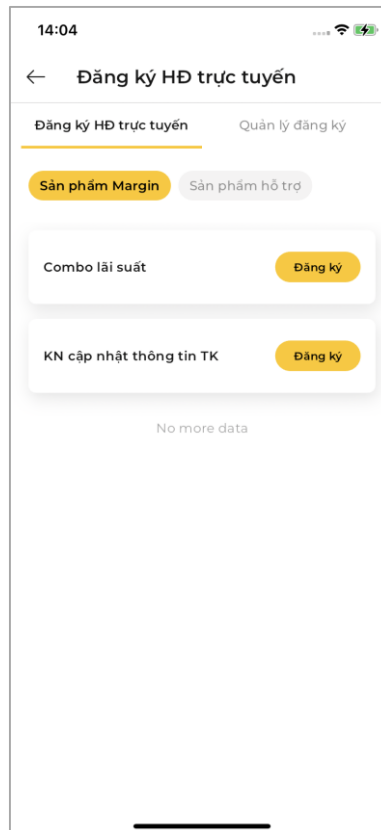 14:04
Đăng ký HĐ trực tuyến
Đăng ký HĐ trực tuyến Quản lý đăng ký
Sản phẩm Margin Sản phẩm hỗ trợ
Combo lãi suất Đăng ký
KN cập nhật thông tin TK Đăng ký
No more data